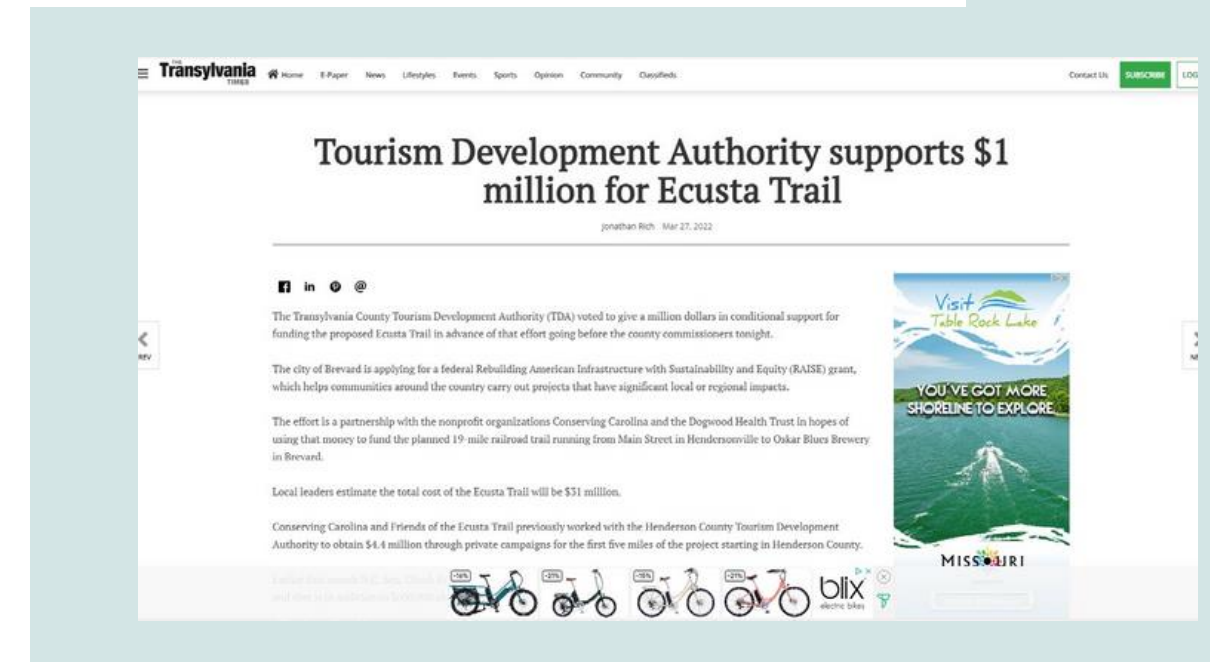 THE
Transylvania
TIMES
Home E-Paper News Lifestyles Events Sports Opinion Community Classifieds
Contact Us SUBSCRIBE LOG
Tourism Development Authority supports $1
million for Ecusta Trail
Jonathan Rich Mar 27, 2022
The Transylvania County Tourism Development Authority (TDA) voted to give a million dollars in conditional support for
funding the proposed Ecusta Trail in advance of that effort going before the county commissioners tonight.
The city of Brevard is applying for a federal Rebuilding American Infrastructure with Sustainability and Equity (RAISE) grant,
which helps communities around the country carry out projects that have significant local or regional impacts.
The effort is a partnership with the nonprofit organizations Conserving Carolina and the Dogwood Health Trust in hopes of
using that money to fund the planned 19-mile railroad trail running from Main Street in Hendersonville to Oskar Blues Brewery
in Brevard.
Local leaders estimate the total cost of the Ecusta Trail will be $31 million.
Conserving Carolina and Friends of the Ecusta Trail previously worked with the Henderson County Tourism Development
Authority to obtain $4.4 million through private campaigns for the first five miles of the project starting in Henderson County.
REV
Visit
Table Rock Lake
YOU'VE GOT MORE
SHORELINE TO EXPLORE
MISSOURI
-16% -21% -15% -21%
blix
electric bikes